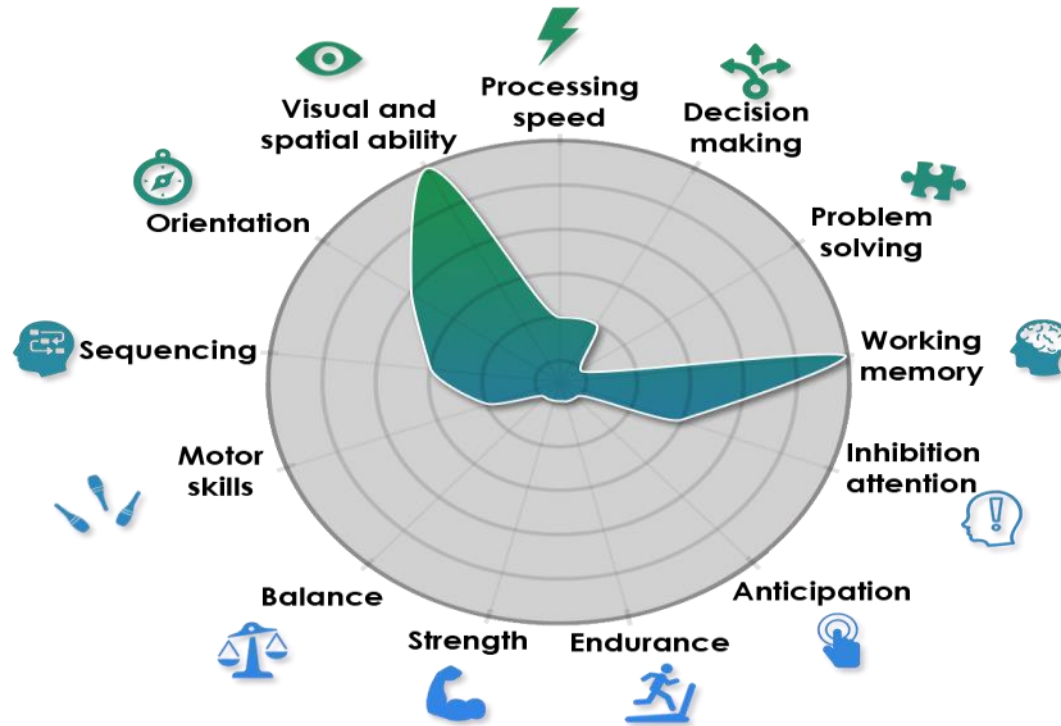 Processing
speed
Decision
making
Problem
solving
Working
memory
Inhibition
attention
Anticipation
Endurance
Strength
Balance
Motor
skills
Sequencing
Orientation
Visual and
spatial ability